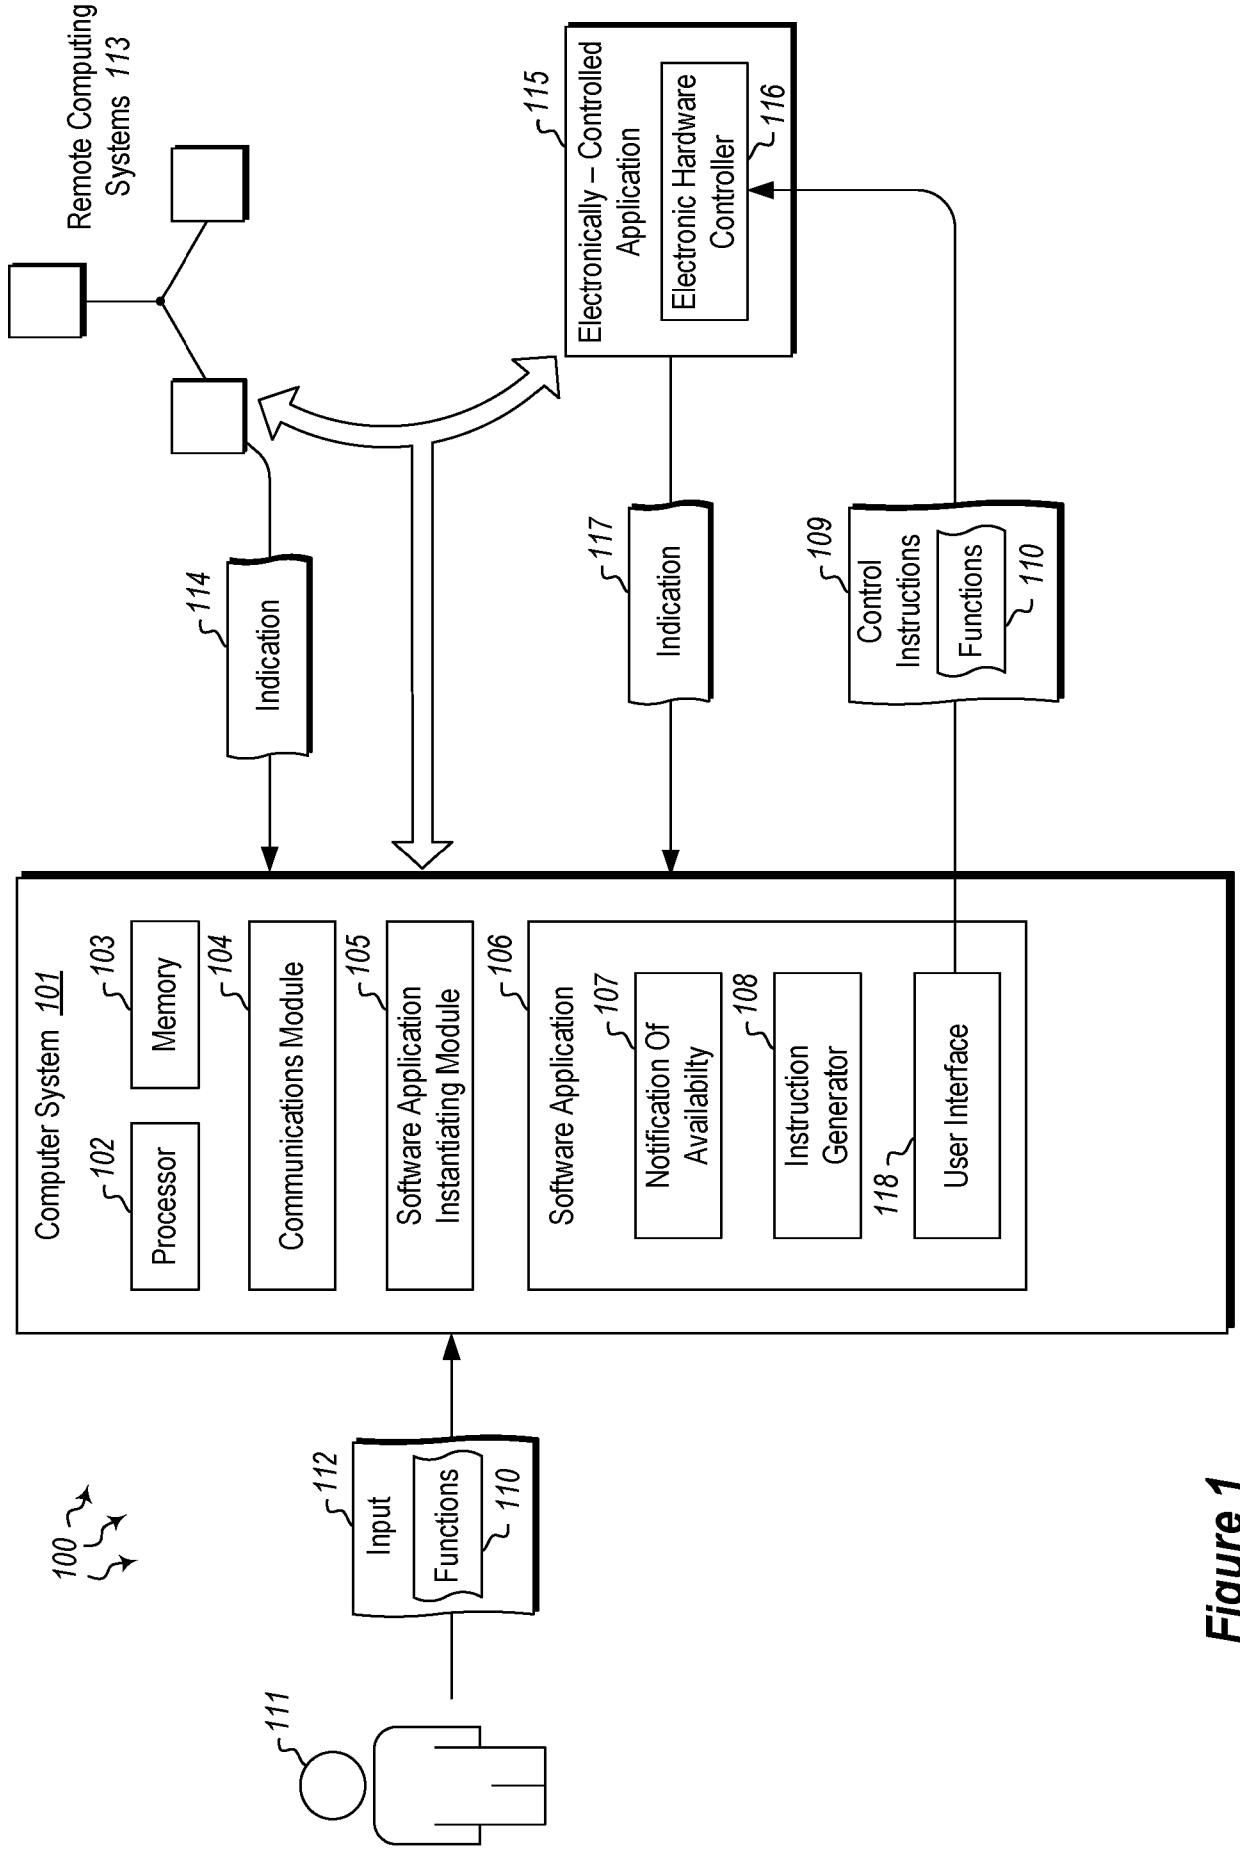 100
111
112
Input
Functions
110
Computer System 101
102
Processor
103
Memory
104
Communications Module
105
Software Application
Instantiating Module
106
Software Application
107
Notification Of
Availabilty
108
Instruction
Generator
118
User Interface
114
Indication
117
Indication
109
Control
Instructions
Functions
110
Remote Computing
Systems 113
115
Electronically – Controlled
Application
Electronic Hardware
Controller
116
Figure 1